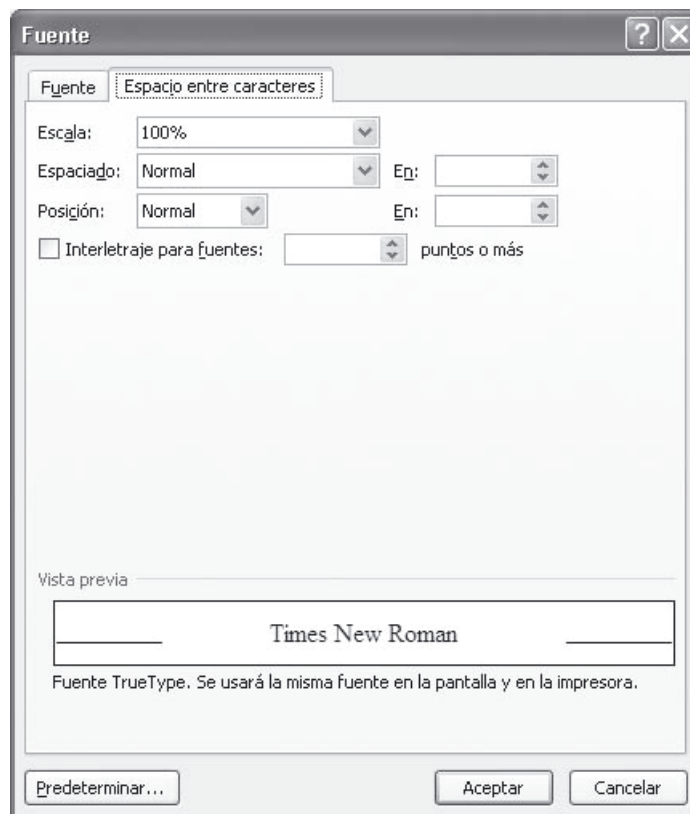 Fuente
Fuente Espacio entre caracteres
Escala: 100%
Espaciado: Normal En:
Posición: Normal En:
Interletraje para fuentes: puntos o más
Vista previa
Times New Roman
Fuente TrueType. Se usará la misma fuente en la pantalla y en la impresora.
Predeterminar... Aceptar Cancelar